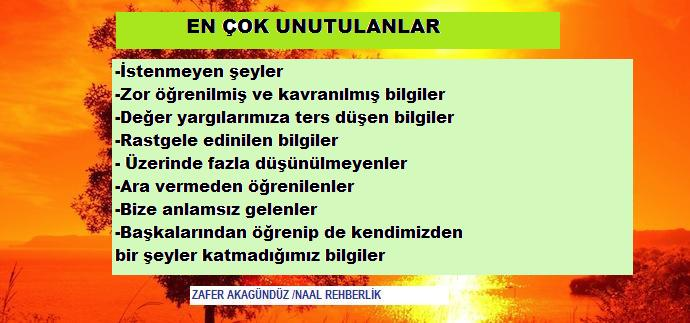 EN ÇOK UNUTULANLAR
-İstenmeyen şeyler
-Zor öğrenilmiş ve kavranılmış bilgiler
-Değer yargılarımıza ters düşen bilgiler
-Rastgele edinilen bilgiler
- Üzerinde fazla düşünülmeyenler
-Ara vermeden öğrenilenler
-Bize anlamsız gelenler
-Başkalarından öğrenip de kendimizden
bir şeyler katmadığımız bilgiler
ZAFER AKAGÜNDÜZ /NAAL REHBERLİK